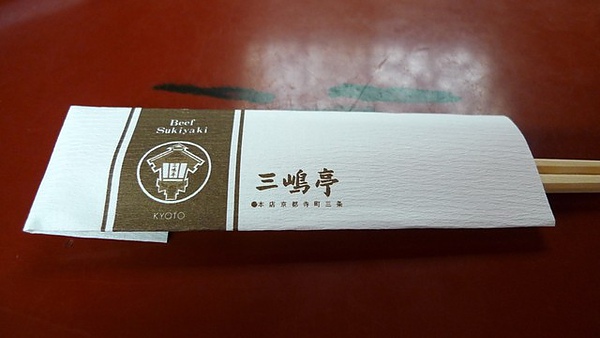 Beef
Sukiyaki
KYOTO
三嶋亭
●本店京都寺町三条